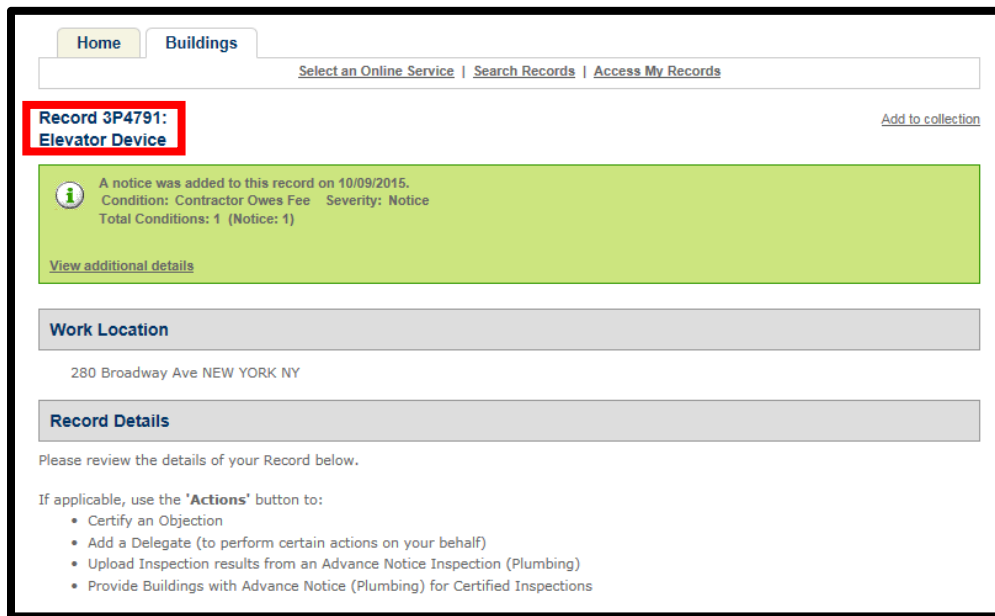 Home Buildings
Select an Online Service | Search Records | Access My Records
Record 3P4791:
Elevator Device
Add to collection
A notice was added to this record on 10/09/2015.
Condition: Contractor Owes Fee Severity: Notice
Total Conditions: 1 (Notice: 1)
View additional details
Work Location
280 Broadway Ave NEW YORK NY
Record Details
Please review the details of your Record below.
If applicable, use the 'Actions' button to:
• Certify an Objection
• Add a Delegate (to perform certain actions on your behalf)
• Upload Inspection results from an Advance Notice Inspection (Plumbing)
• Provide Buildings with Advance Notice (Plumbing) for Certified Inspections